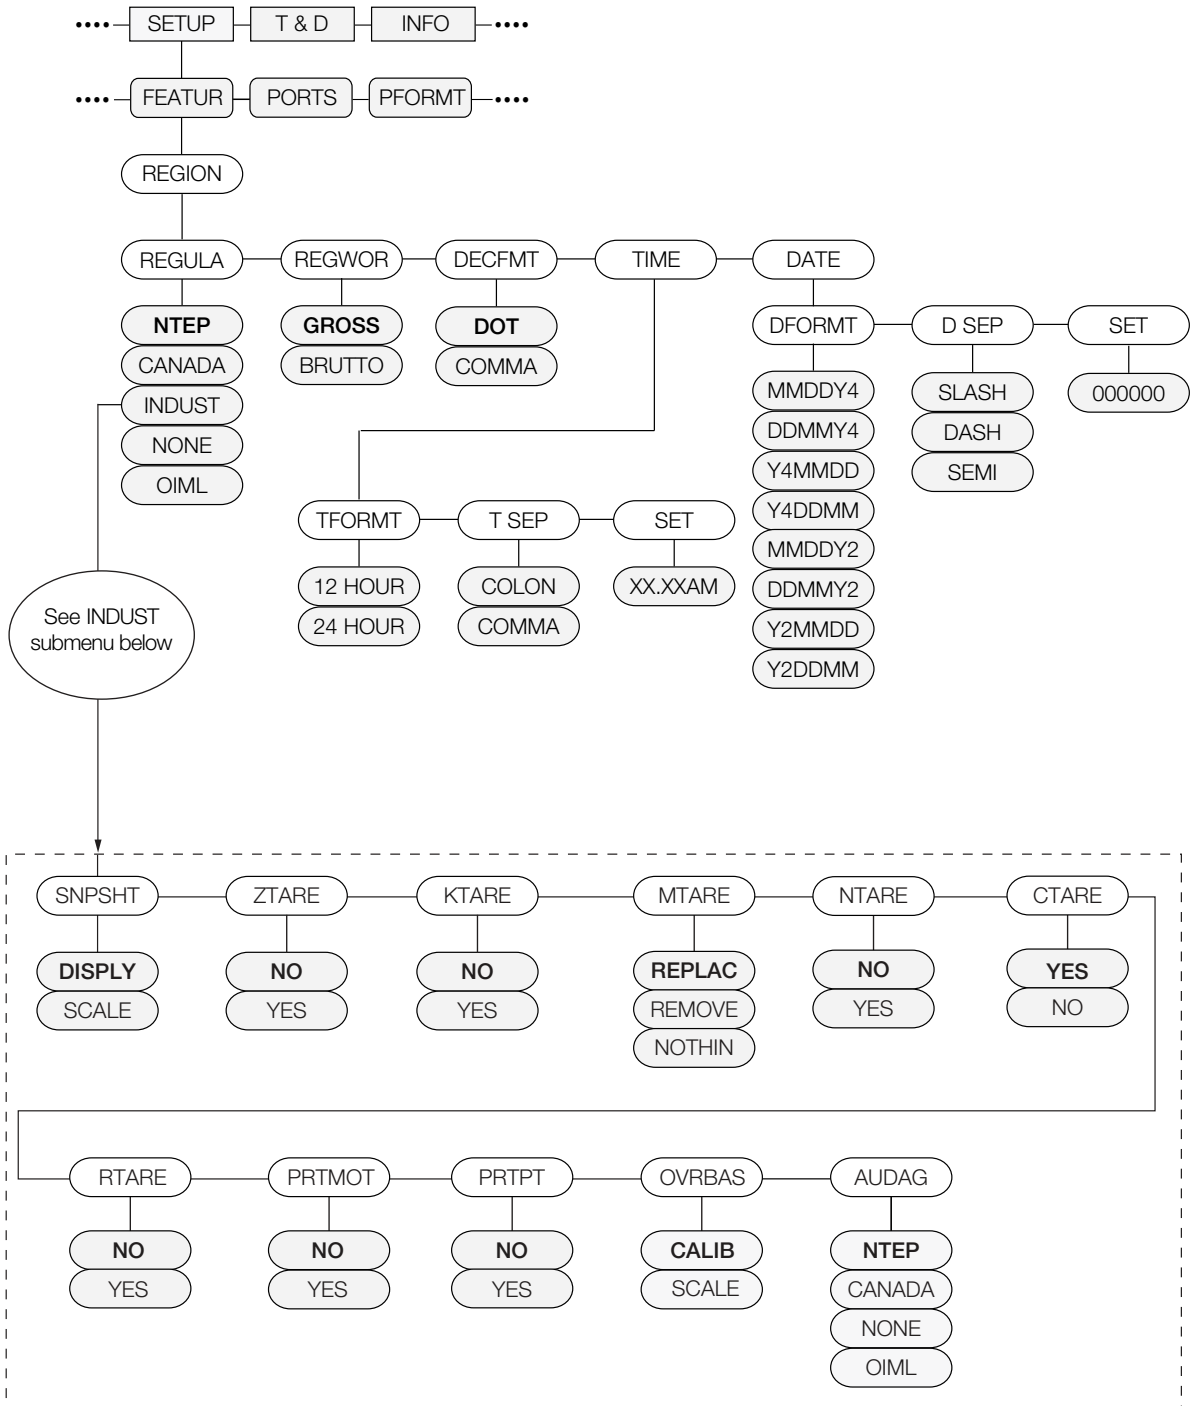 •••• SETUP T & D INFO ••••
•••• FEATUR PORTS PFORMT ••••
REGION
REGULA REGWOR DECFMT TIME DATE
NTEP GROSS DOT DFORMT D SEP SET
CANADA BRUTTO COMMA
INDUST
NONE
OIML
MMDDY4 SLASH 000000
DDMMY4 DASH
Y4MMDD SEMI
Y4DDMM
MMDDY2
DDMMY2
Y2MMDD
Y2DDMM
TFORMT T SEP SET
12 HOUR COLON XX.XXAM
24 HOUR COMMA
See INDUST
submenu below
SNPSHT ZTARE KTARE MTARE NTARE CTARE
DISPLY NO NO REPLAC NO YES
SCALE YES YES REMOVE YES NO
NOTHIN
RTARE PRTMOT PRTPT OVRBAS AUDAG
NO NO NO CALIB NTEP
YES YES YES SCALE CANADA
NONE
OIML